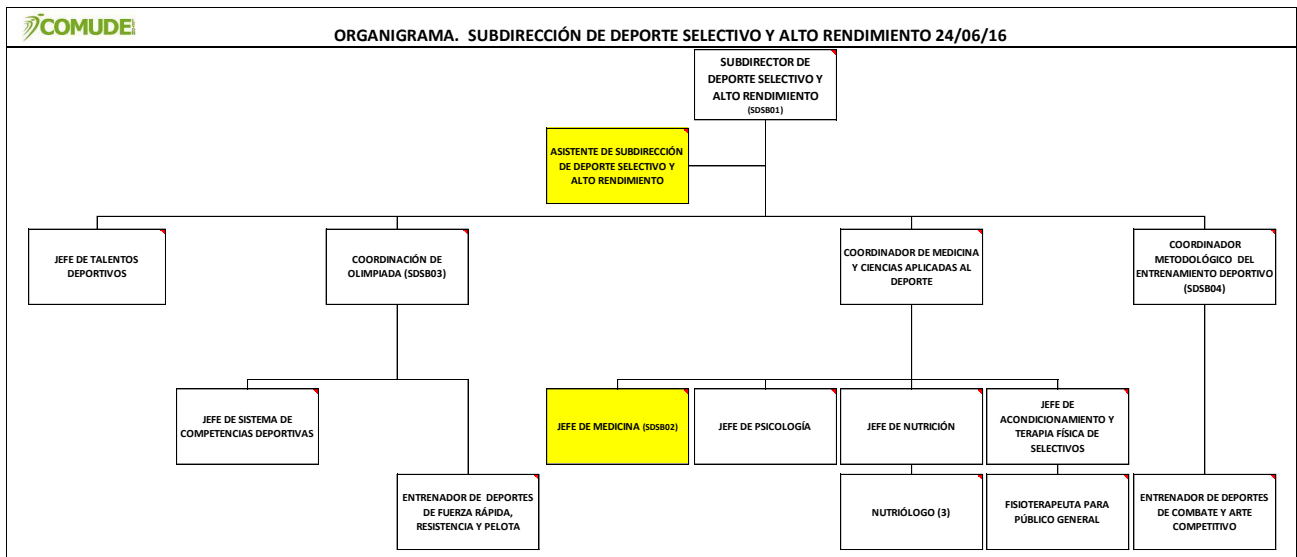 COMUDE
ORGANIGRAMA. SUBDIRECCIÓN DE DEPORTE SELECTIVO Y ALTO RENDIMIENTO 24/06/16
SUBDIRECTOR DE
DEPORTE SELECTIVO Y
ALTO RENDIMIENTO
(SDSB01)
ASISTENTE DE SUBDIRECCIÓN
DE DEPORTE SELECTIVO Y
ALTO RENDIMIENTO
JEFE DE TALENTOS
DEPORTIVOS
COORDINACIÓN DE
OLIMPIADA (SDSB03)
COORDINADOR DE MEDICINA
Y CIENCIAS APLICADAS AL
DEPORTE
COORDINADOR
METODOLÓGICO DEL
ENTRENAMIENTO DEPORTIVO
(SDSB04)
JEFE DE SISTEMA DE
COMPETENCIAS DEPORTIVAS
JEFE DE MEDICINA (SDSB02)
JEFE DE PSICOLOGÍA
JEFE DE NUTRICIÓN
JEFE DE
ACONDICIONAMIENTO Y
TERAPIA FÍSICA DE
SELECTIVOS
ENTRENADOR DE DEPORTES
DE FUERZA RÁPIDA,
RESISTENCIA Y PELOTA
NUTRIÓLOGO (3)
FISIOTERAPEUTA PARA
PÚBLICO GENERAL
ENTRENADOR DE DEPORTES
DE COMBATE Y ARTE
COMPETITIVO